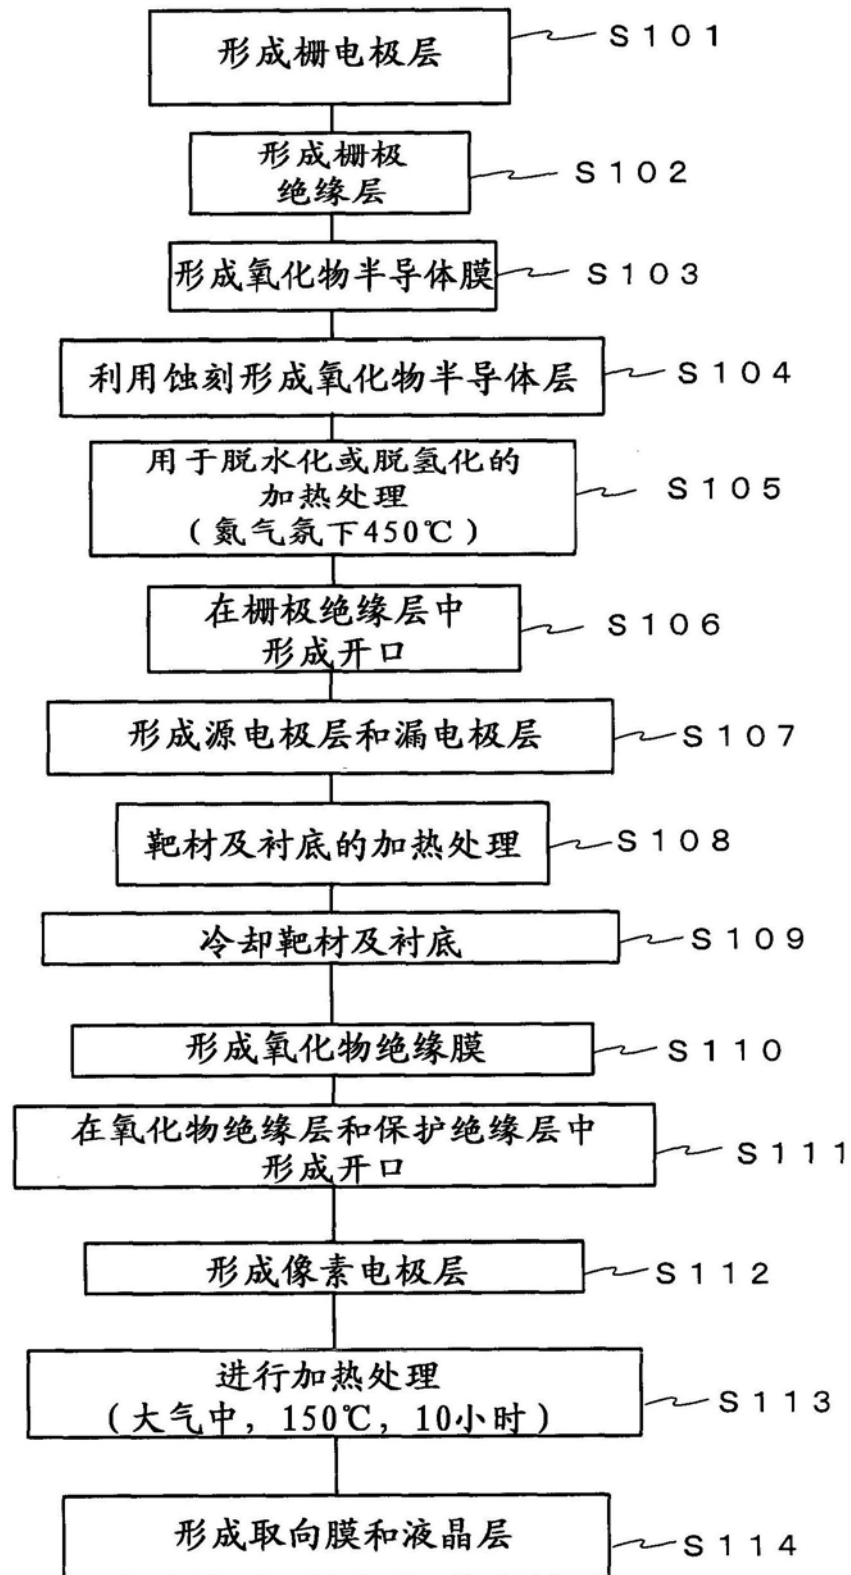 形成栅电极层
S101
形成栅极
绝缘层
S102
形成氧化物半导体膜
S103
利用蚀刻形成氧化物半导体层
S104
用于脱水化或脱氢化的
加热处理
(氮气氛下450℃)
S105
在栅极绝缘层中
形成开口
S106
形成源电极层和漏电极层
S107
靶材及衬底的加热处理
S108
冷却靶材及衬底
S109
形成氧化物绝缘膜
S110
在氧化物绝缘层和保护绝缘层中
形成开口
S111
形成像素电极层
S112
进行加热处理
(大气中，150℃，10小时)
S113
形成取向膜和液晶层
S114